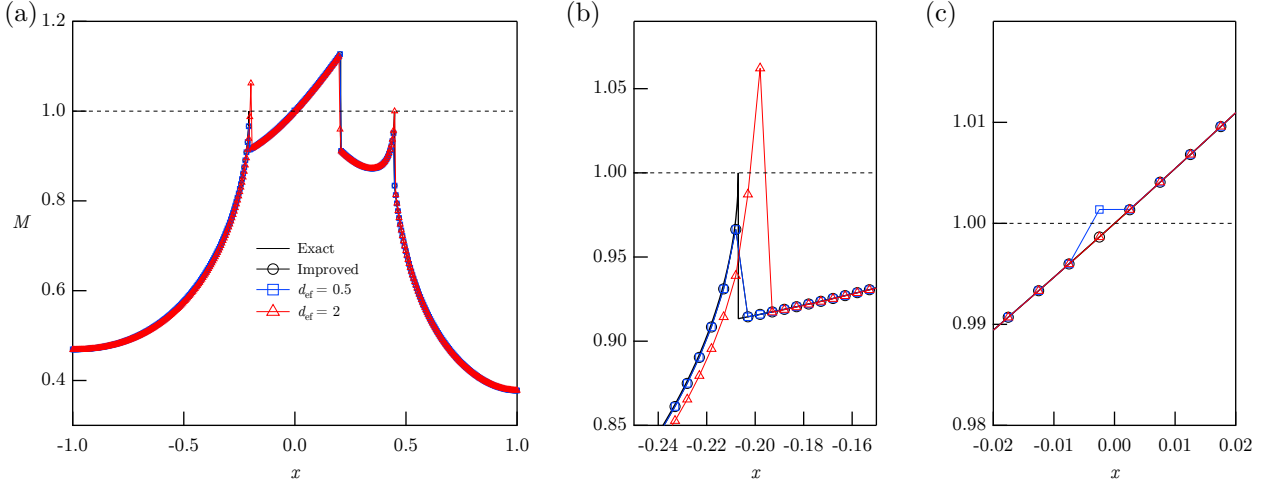 (a)
1.2
1.0
0.8
0.6
0.4
M
Exact
Improved
d_ef = 0.5
d_ef = 2
-1.0
-0.5
0.0
0.5
1.0
x
(b)
1.05
1.00
0.95
0.90
0.85
-0.24
-0.22
-0.20
-0.18
-0.16
x
(c)
1.01
1.00
0.99
0.98
-0.02
-0.01
0.00
0.01
0.02
x